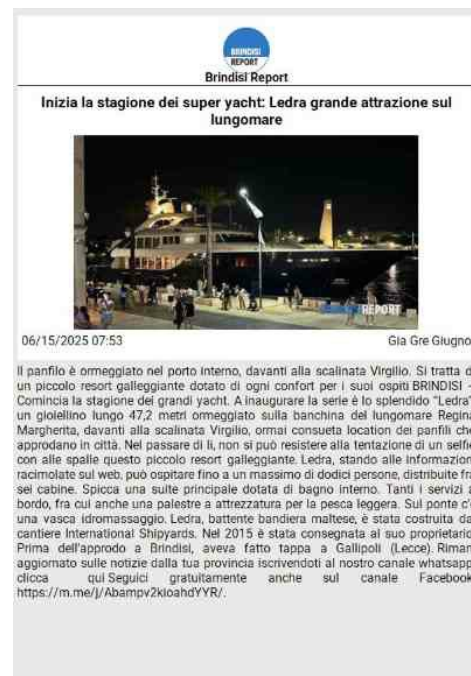 BRINDISI
REPORT
Brindisi Report
Inizia la stagione dei super yacht: Ledra grande attrazione sul
lungomare
BRINDISI REPORT
06/15/2025 07:53
Gia Gre Giugno
Il panfilo è ormeggiato nel porto interno, davanti alla scalinata Virgilio. Si tratta d
un piccolo resort galleggiante dotato di ogni confort per i suoi ospiti BRINDISI -
Comincia la stagione dei grandi yacht. A inaugurare la serie è lo splendido "Ledra"
un gioiellino lungo 47,2 metri ormeggiato sulla banchina del lungomare Regina
Margherita, davanti alla scalinata Virgilio, ormai consueta location dei panfili che
approdano in città. Nel passare di lì, non si può resistere alla tentazione di un selfie
con alle spalle questo piccolo resort galleggiante. Ledra, stando alle informazion
racimolate sul web, può ospitare fino a un massimo di dodici persone, distribuite fra
sei cabine. Spicca una suite principale dotata di bagno interno. Tanti i servizi a
bordo, fra cui anche una palestre a attrezzatura per la pesca leggera. Sul ponte c'è
una vasca idromassaggio. Ledra, battente bandiera maltese, è stata costruita da
cantiere International Shipyards. Nel 2015 è stata consegnata al suo proprietario
Prima dell'approdo a Brindisi, aveva fatto tappa a Gallipoli (Lecce). Riman
aggiornato sulle notizie dalla tua provincia iscrivendoti al nostro canale whatsapp
clicca qui Seguici gratuitamente anche sul canale Facebook
https://m.me/j/Abampv2kioahdYYR/.